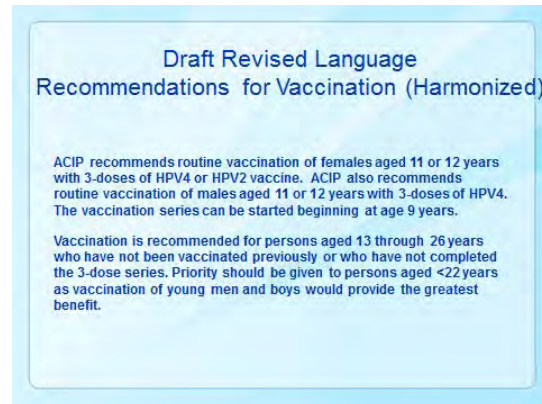 Draft Revised Language
Recommendations for Vaccination (Harmonized)
ACIP recommends routine vaccination of females aged 11 or 12 years
with 3-doses of HPV4 or HPV2 vaccine. ACIP also recommends
routine vaccination of males aged 11 or 12 years with 3-doses of HPV4.
The vaccination series can be started beginning at age 9 years.
Vaccination is recommended for persons aged 13 through 26 years
who have not been vaccinated previously or who have not completed
the 3-dose series. Priority should be given to persons aged <22 years
as vaccination of young men and boys would provide the greatest
benefit.